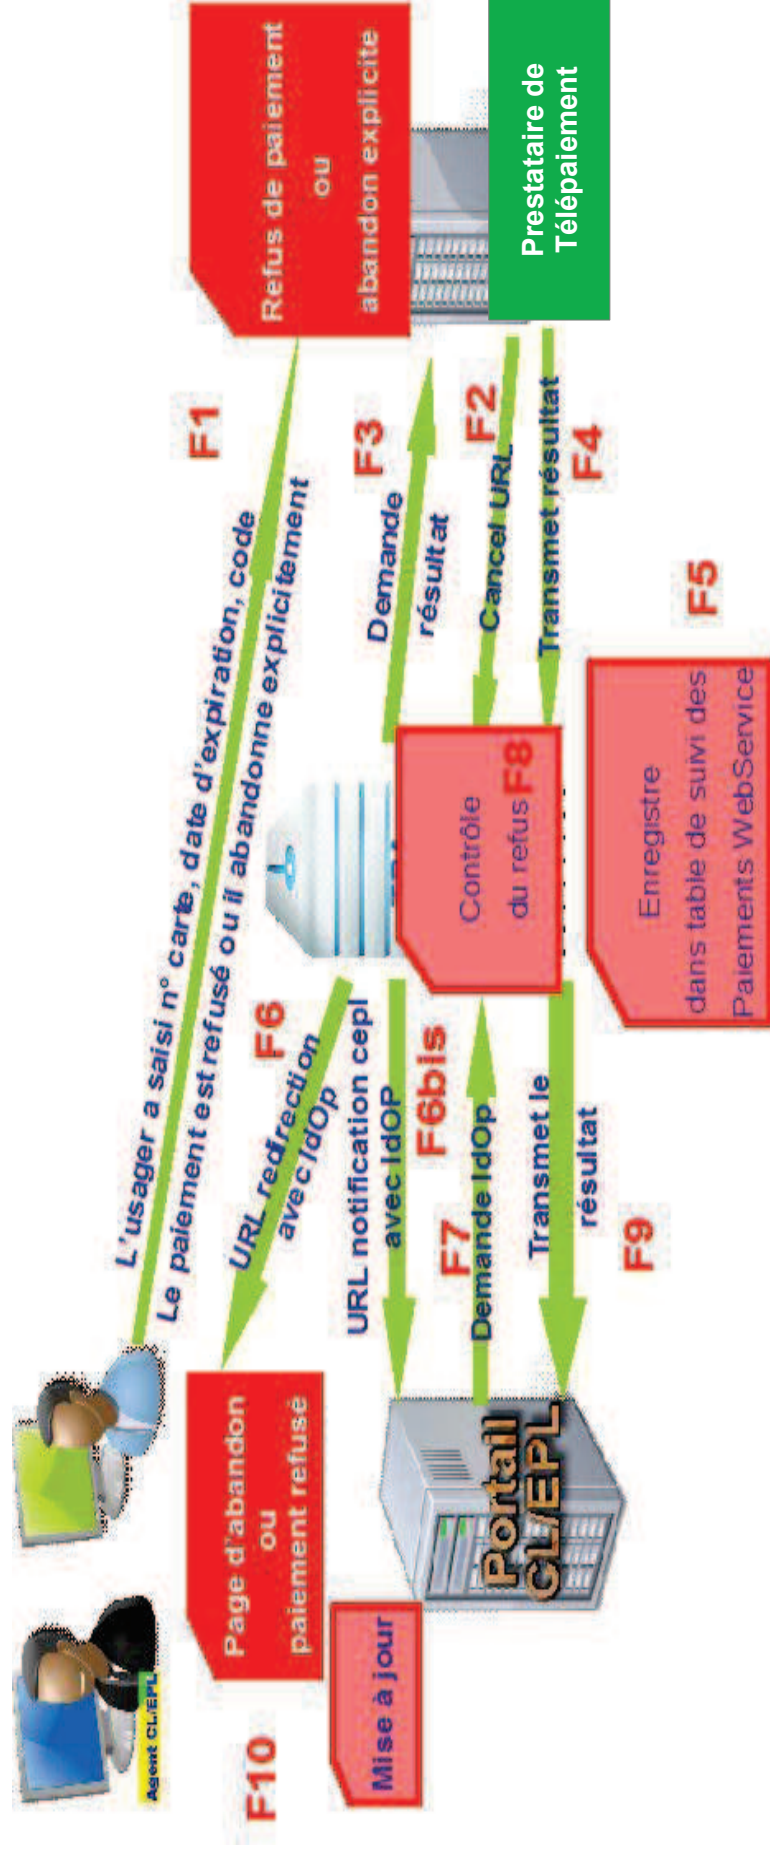 Agent CL/EPL
L'usager a saisi n° carte, date d'expiration, code
Le paiement est refusé ou il abandonne explicitement
F1
Refus de paiement
ou
abandon explicite
F10
Page d'abandon
ou
paiement refusé
URL redirection
avec IdOp
F6
Demande
résultat
F3
Mise à jour
URL notification cepl
avec IdOP
F6bis
Contrôle
du refus F8
Cancel URL
F2
Prestataire de
Télépaiement
Portail
CL/EPL
F7
Demande IdOp
Transmet résultat
F4
Transmet le
résultat
F9
Enregistre
dans table de suivi des
Paiements WebService
F5